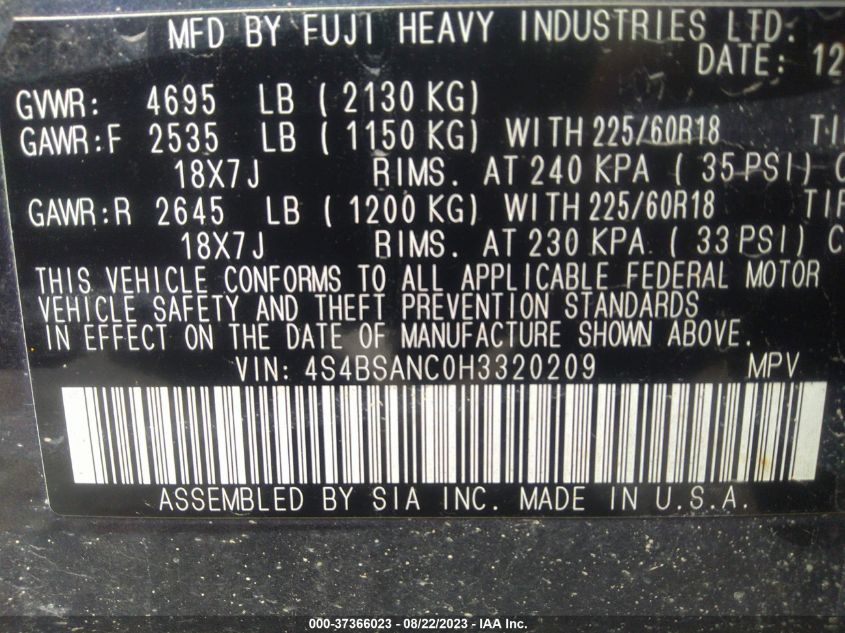 MFD BY FUJI HEAVY INDUSTRIES LTD.
DATE: 12
GVWR: 4695 LB ( 2130 KG)
GAWR:F 2535 LB ( 1150 KG) WITH 225/60R18
18X7J RIMS. AT 240 KPA ( 35 PSI)
GAWR:R 2645 LB ( 1200 KG) WITH 225/60R18
18X7J RIMS. AT 230 KPA ( 33 PSI)
THIS VEHICLE CONFORMS TO ALL APPLICABLE FEDERAL MOTOR
VEHICLE SAFETY AND THEFT PREVENTION STANDARDS
IN EFFECT ON THE DATE OF MANUFACTURE SHOWN ABOVE.
VIN: 4S4BSANC0H3320209 MPV
ASSEMBLED BY SIA INC. MADE IN U.S.A.
000-37366023 - 08/22/2023 - IAA Inc.